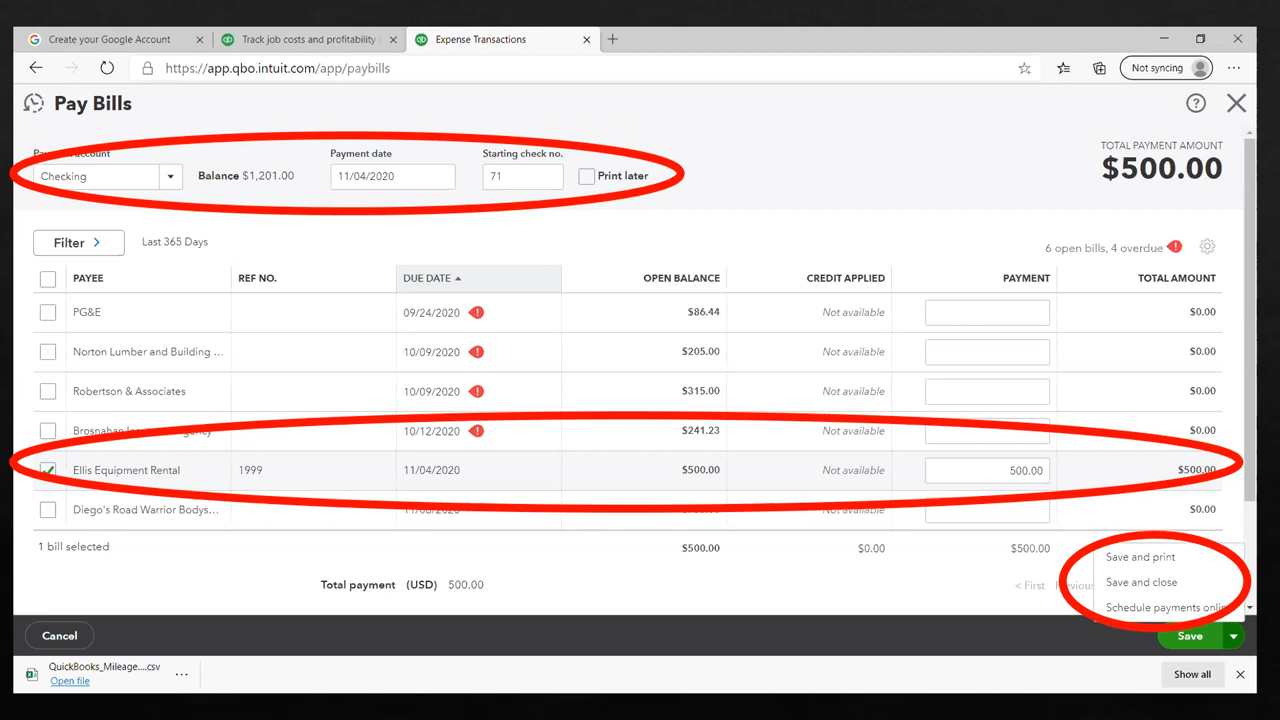 Create your Google Account
Track job costs and profitability
Expense Transactions
https://app.qbo.intuit.com/app/paybills
Not syncing
Pay Bills
account
Payment date
Starting check no.
TOTAL PAYMENT AMOUNT
Checking
Balance $1,201.00
11/04/2020
71
Print later
$500.00
Filter >
Last 365 Days
6 open bills, 4 overdue
PAYEE REF NO. DUE DATE OPEN BALANCE CREDIT APPLIED PAYMENT TOTAL AMOUNT
PG&E 09/24/2020 $86.44 Not available $0.00
Norton Lumber and Building ... 10/09/2020 $205.00 Not available $0.00
Robertson & Associates 10/09/2020 $315.00 Not available $0.00
Brosnahan 10/12/2020 $241.23 Not available $0.00
Ellis Equipment Rental 1999 11/04/2020 $500.00 Not available 500.00 $500.00
Diego's Road Warrior Bodys... $0.00
1 bill selected $500.00 $0.00 $500.00
Total payment (USD) 500.00
< First Previous
Save and print
Save and close
Schedule payments onli
Cancel
Save
QuickBooks_Mileage....csv
Open file
Show all